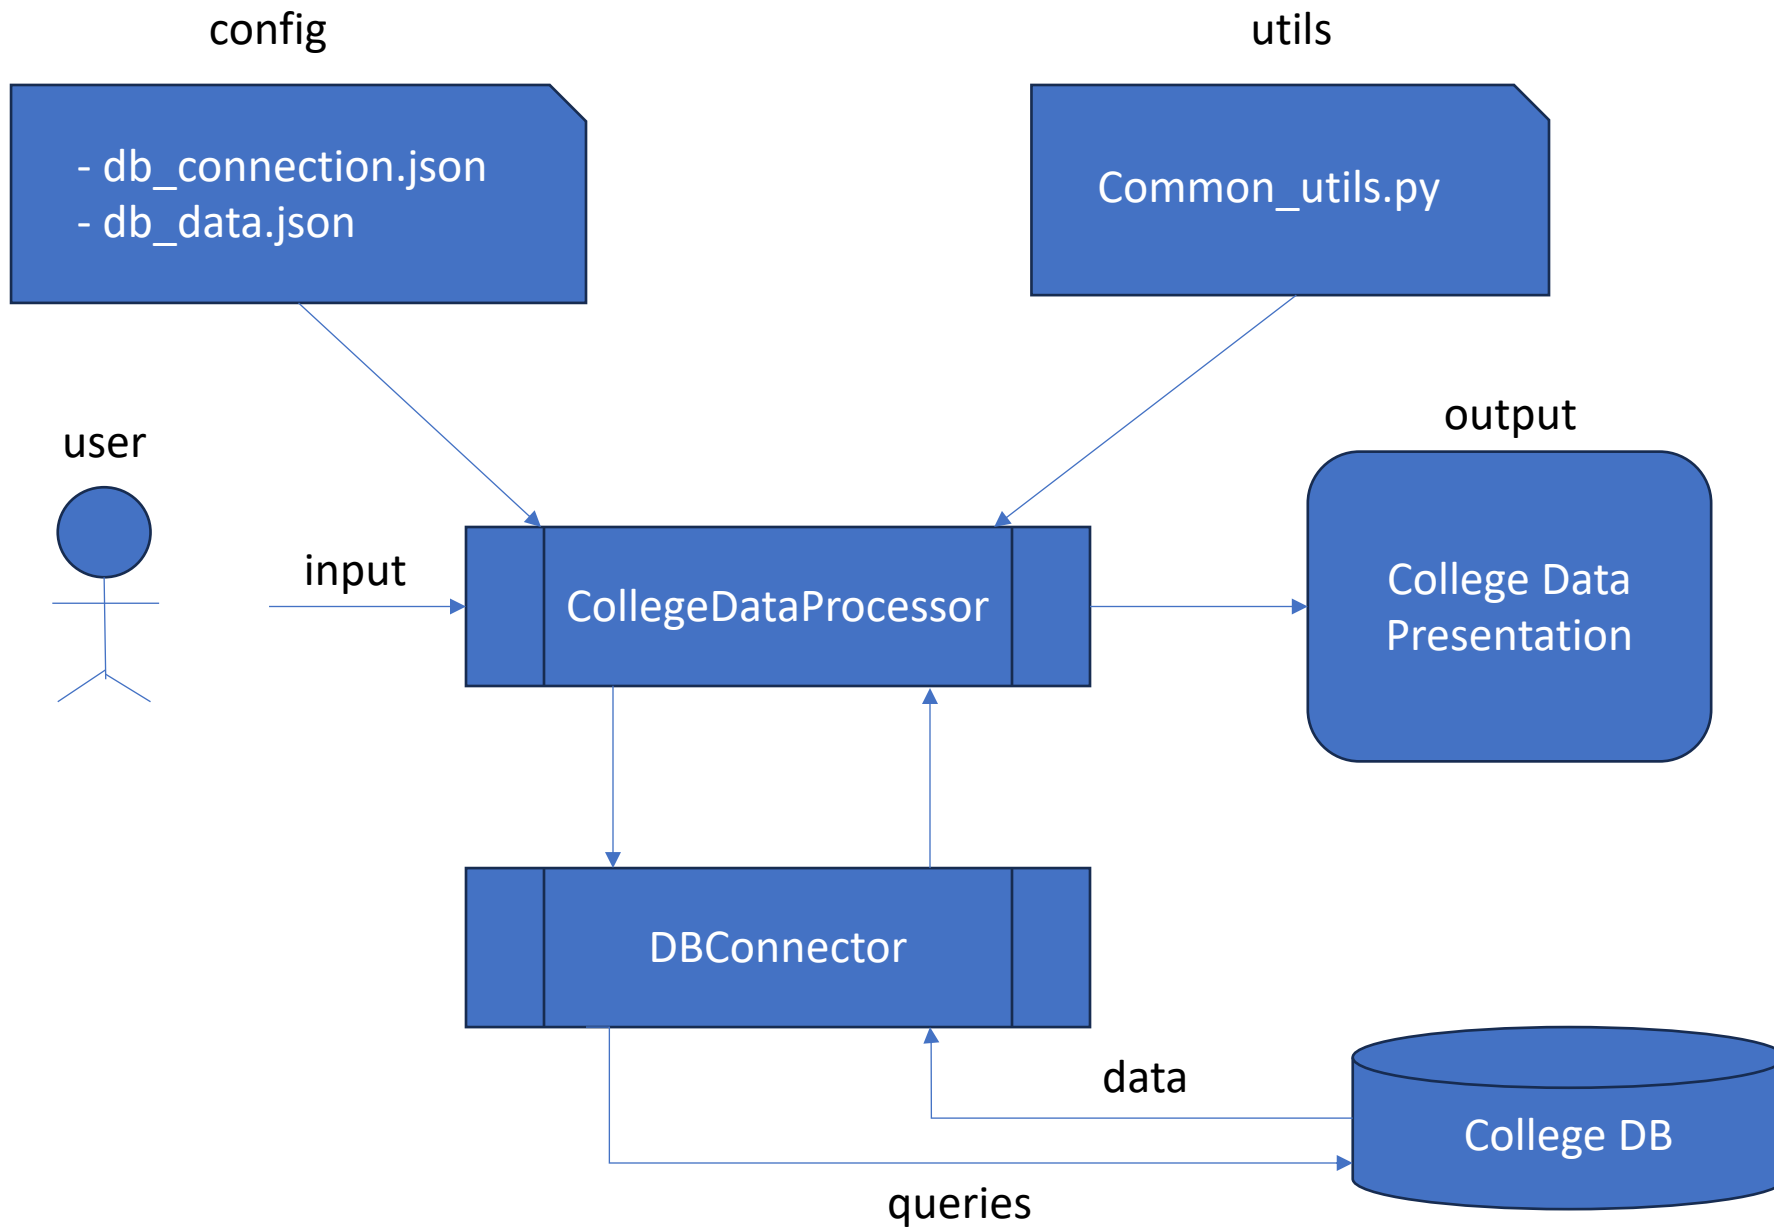 config
utils
- db_connection.json
- db_data.json
Common_utils.py
user
output
input
CollegeDataProcessor
College Data
Presentation
DBConnector
data
College DB
queries